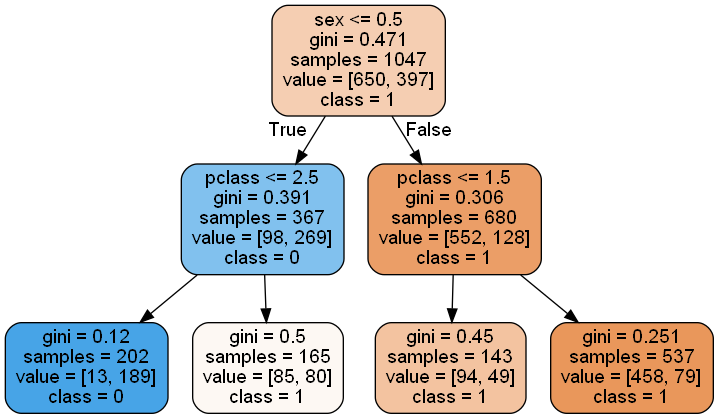 sex <= 0.5
gini = 0.471
samples = 1047
value = [650, 397]
class = 1
True
False
pclass <= 2.5
gini = 0.391
samples = 367
value = [98, 269]
class = 0
pclass <= 1.5
gini = 0.306
samples = 680
value = [552, 128]
class = 1
gini = 0.12
samples = 202
value = [13, 189]
class = 0
gini = 0.5
samples = 165
value = [85, 80]
class = 1
gini = 0.45
samples = 143
value = [94, 49]
class = 1
gini = 0.251
samples = 537
value = [458, 79]
class = 1